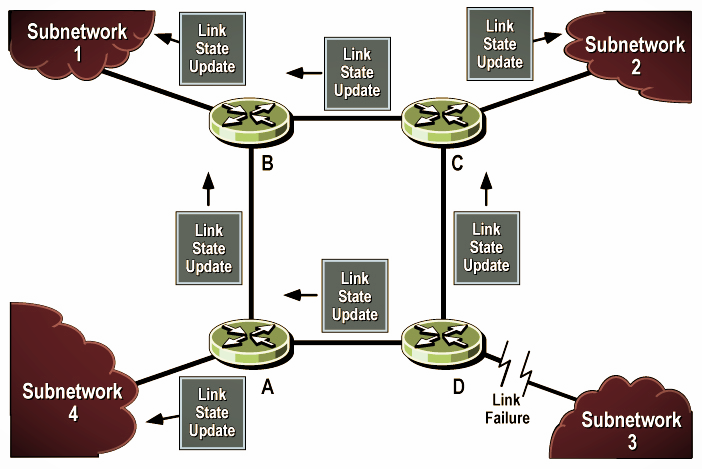 Subnetwork
1
Link
State
Update
Link
State
Update
Link
State
Update
Subnetwork
2
B
C
Link
State
Update
Link
State
Update
Link
State
Update
A
D
Subnetwork
4
Link
State
Update
Link
Failure
Subnetwork
3